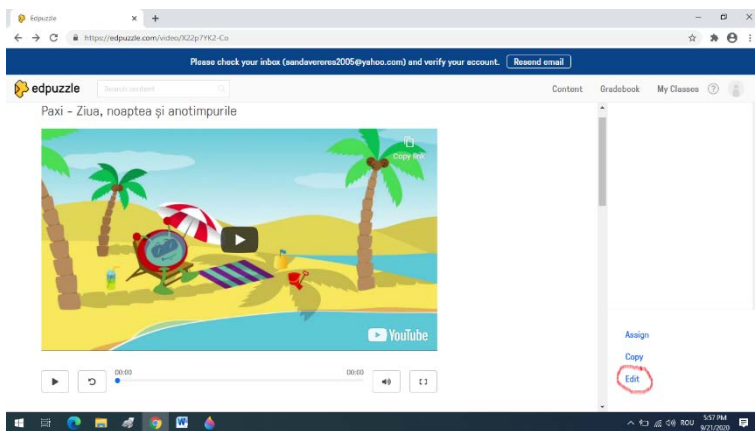 Edpuzzle
https://edpuzzle.com/video/X22p7YK2-Co
Please check your inbox (sandavereres2005@yahoo.com) and verify your account. Resend email
edpuzzle Search content Content Gradebook My Classes ?
Paxi - Ziua, noaptea și anotimpurile
Copy link
YouTube
Assign
Copy
Edit
00:00 00:00
ROU
5:57 PM
9/21/2020